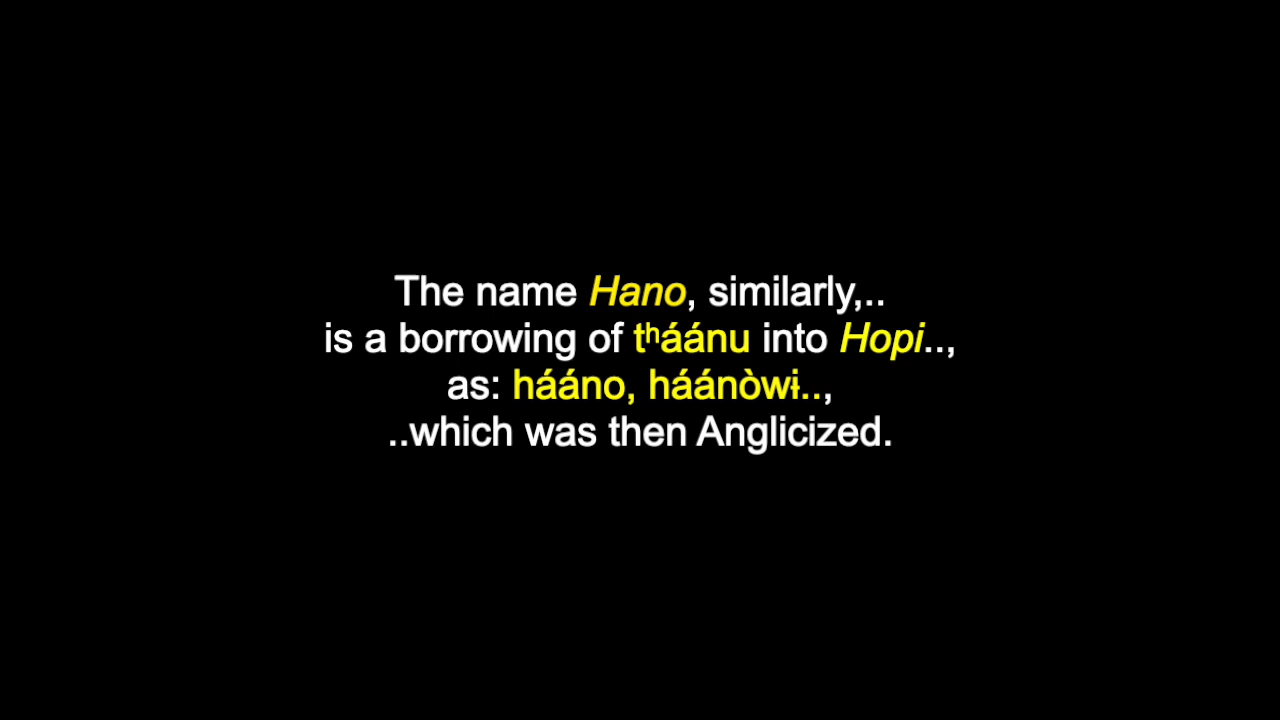 The name Hano, similarly,..
is a borrowing of tʰáánu into Hopi..,
as: hááno, háánòwɨ..,
..which was then Anglicized.